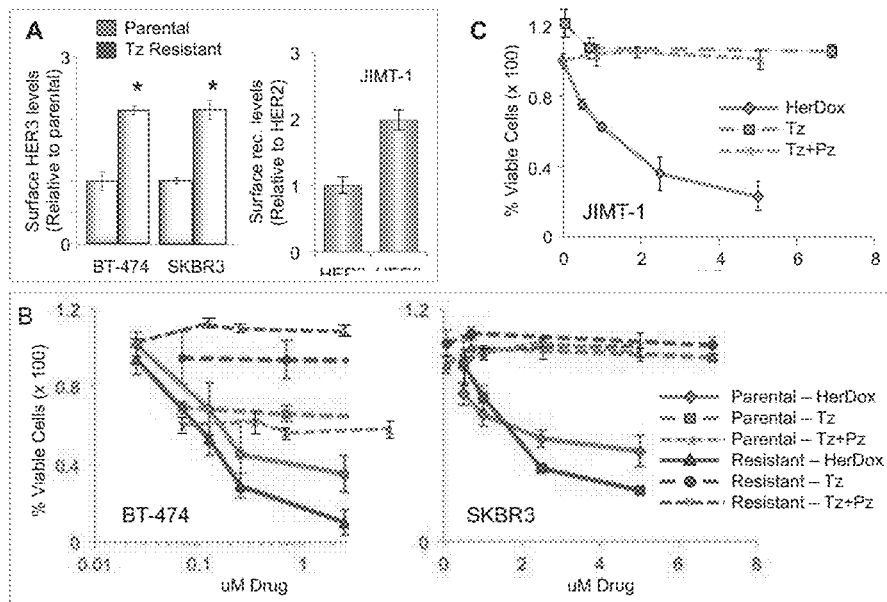 A
Parental
Tz Resistant
Surface HER3 levels
(Relative to parental)
3
0
*
*
BT-474
SKBR3
Surface rec. levels
(Relative to HER2)
3
2
1
0
JIMT-1
C
% Viable Cells (x 100)
1.2
0.8
0.4
0
HerDox
Tz
Tz+Pz
JIMT-1
0
2
4
6
8
B
% Viable Cells (x 100)
1.2
0.8
0.4
0
BT-474
0.01
0.1
1
uM Drug
1.2
0
SKBR3
0
2
4
6
8
uM Drug
Parental – HerDox
Parental – Tz
Parental – Tz+Pz
Resistant – HerDox
Resistant – Tz
Resistant – Tz+Pz